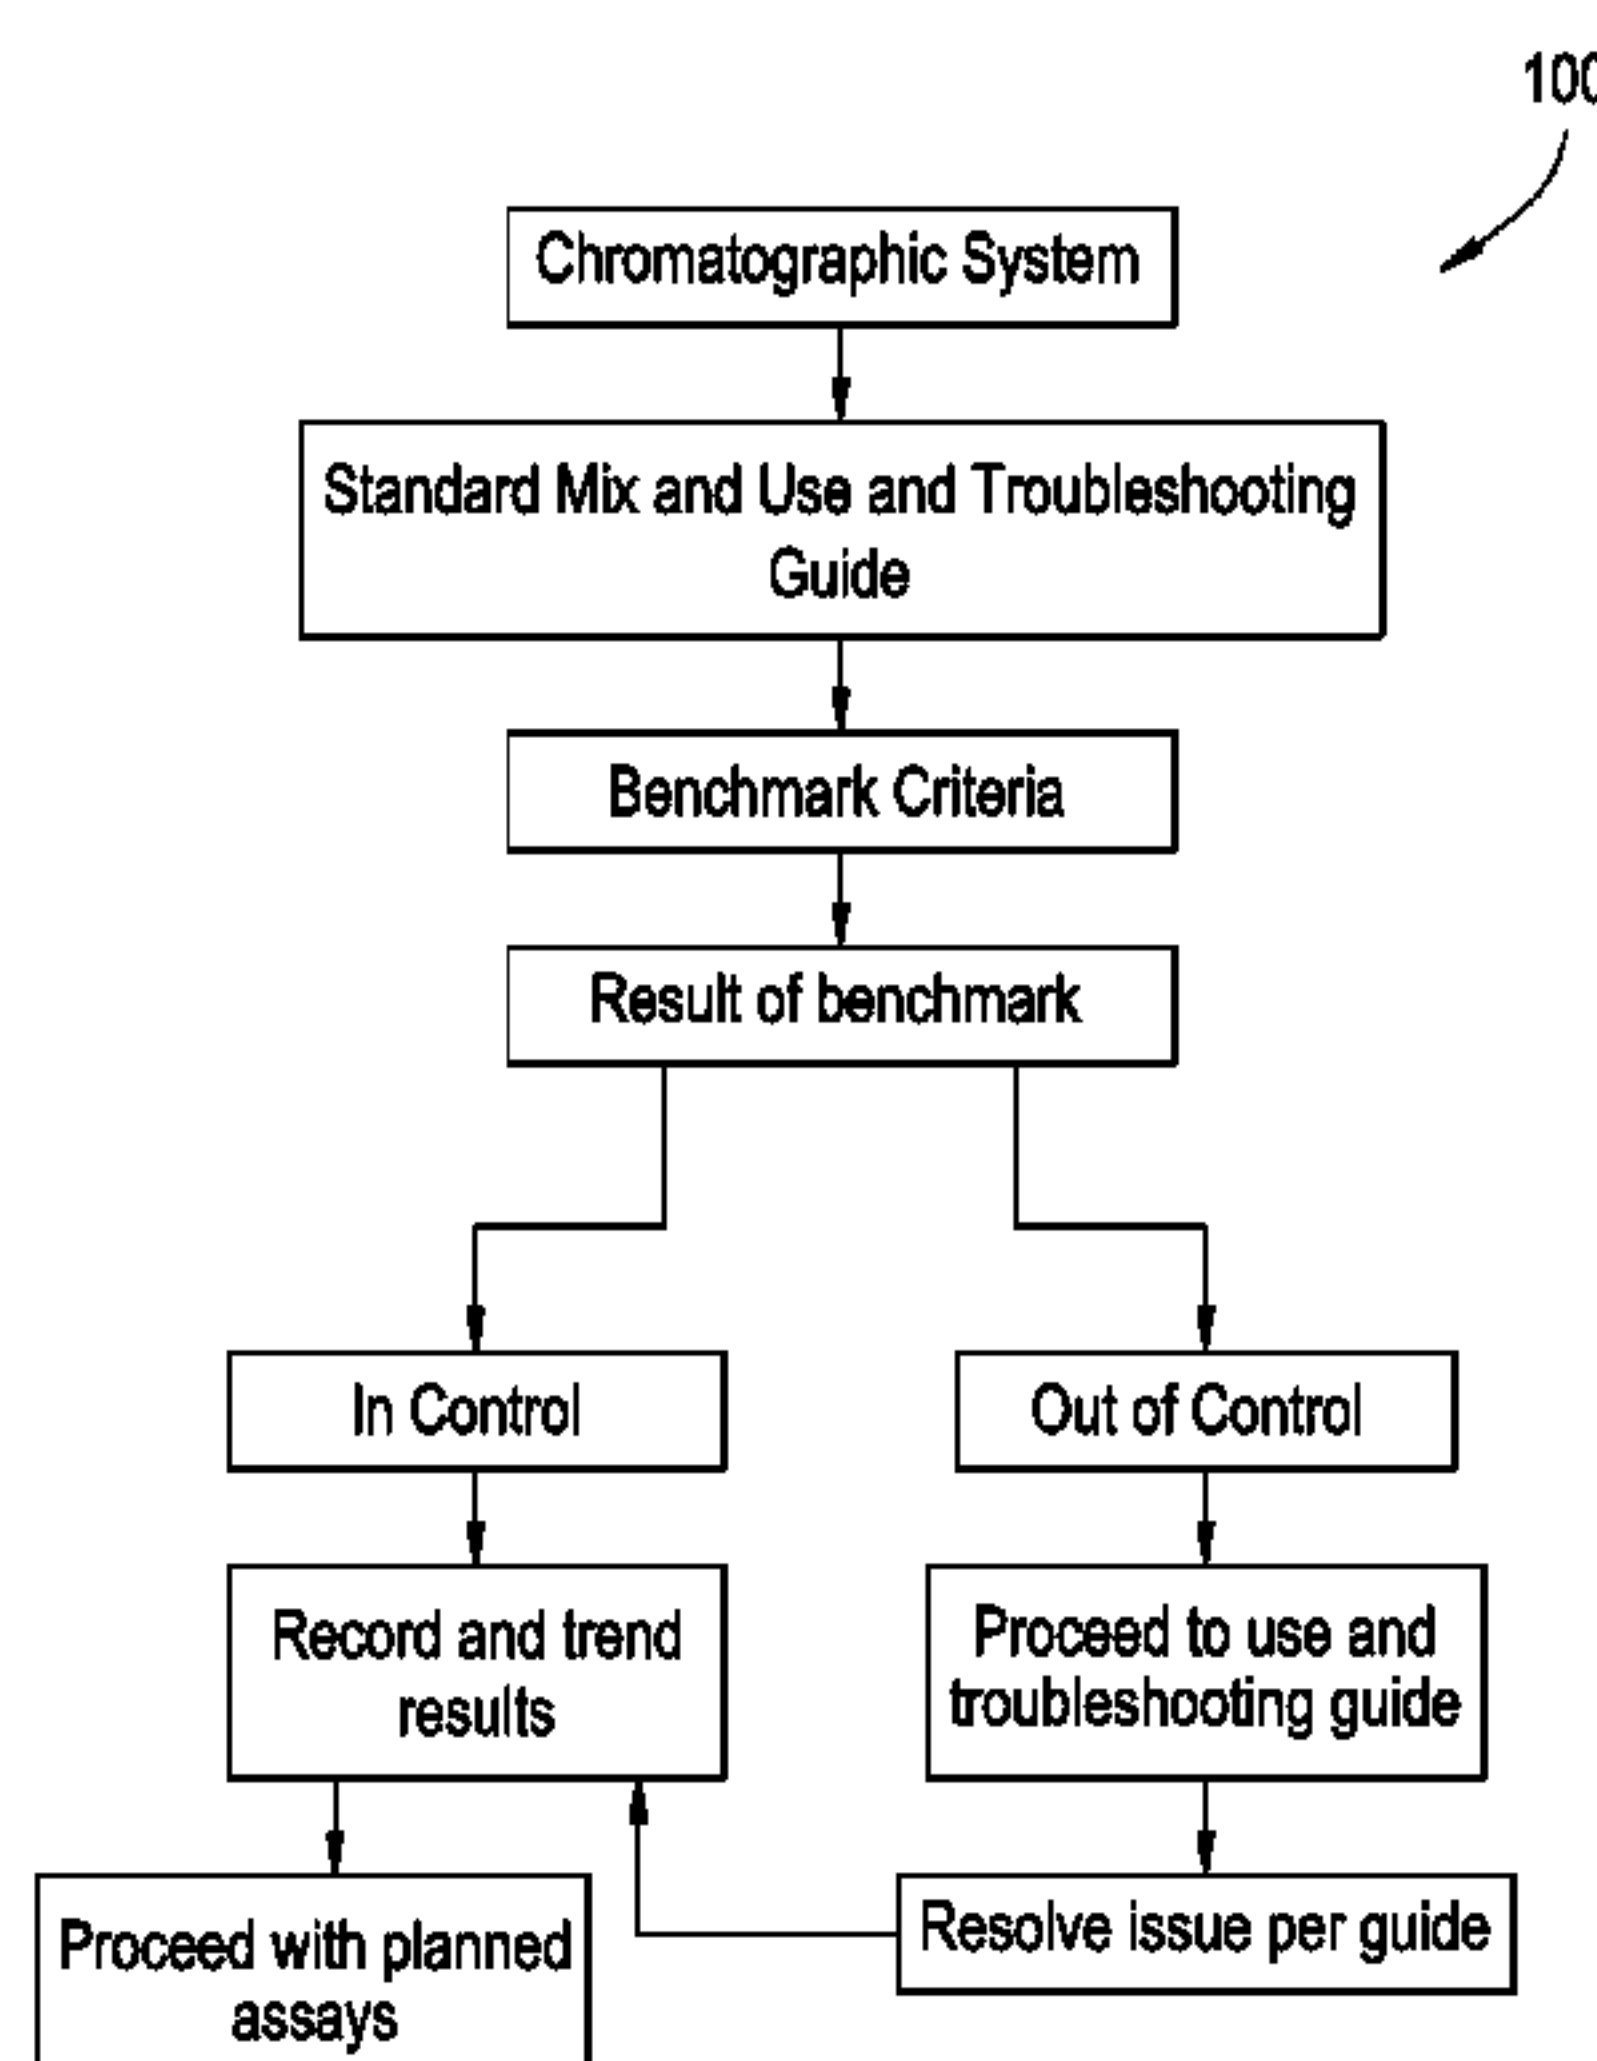 100
Chromatographic System
Standard Mix and Use and Troubleshooting
Guide
Benchmark Criteria
Result of benchmark
In Control
Out of Control
Record and trend
results
Proceed to use and
troubleshooting guide
Proceed with planned
assays
Resolve issue per guide